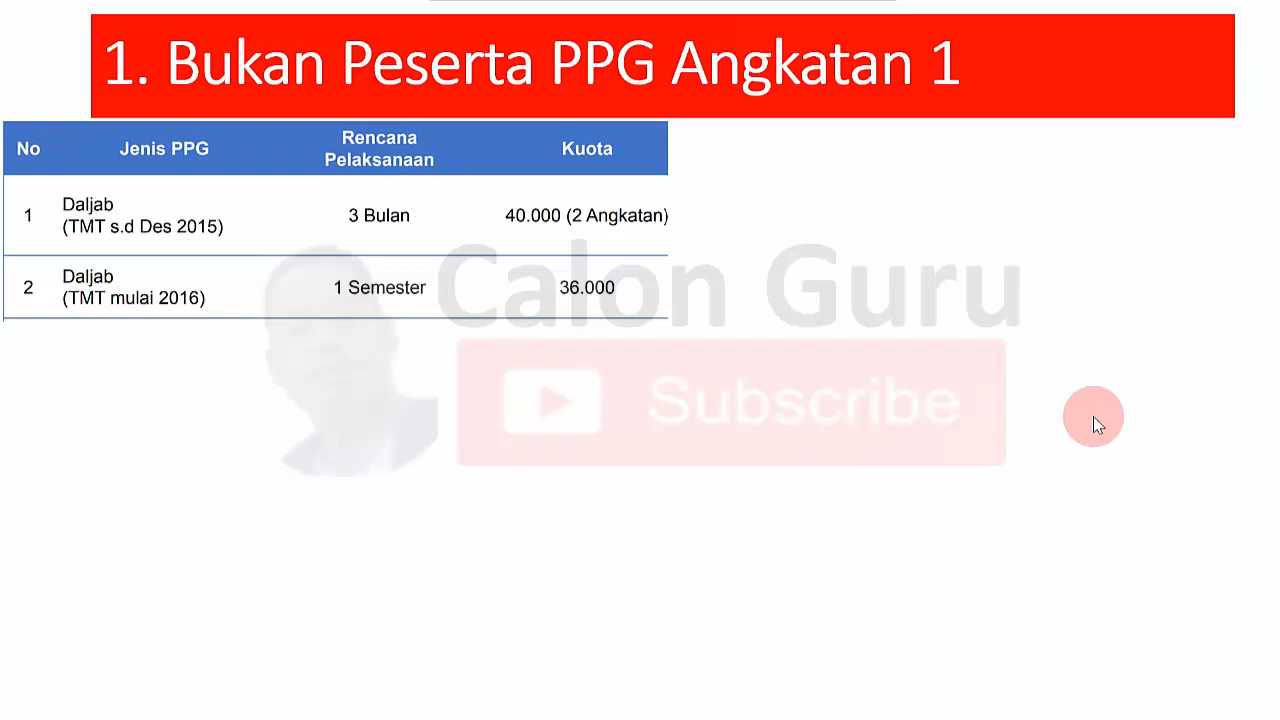 1. Bukan Peserta PPG Angkatan 1
No Jenis PPG Rencana Pelaksanaan Kuota
1 Daljab (TMT s.d Des 2015) 3 Bulan 40.000 (2 Angkatan)
2 Daljab (TMT mulai 2016) 1 Semester 36.000
Calon Guru
Subscribe